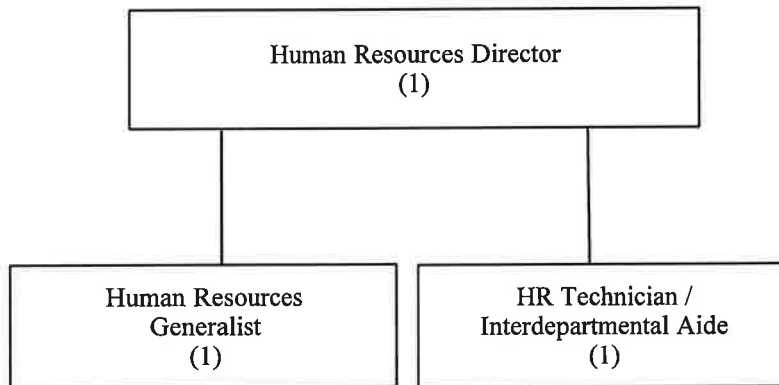 Human Resources Director
(1)
Human Resources
Generalist
(1)
HR Technician /
Interdepartmental Aide
(1)